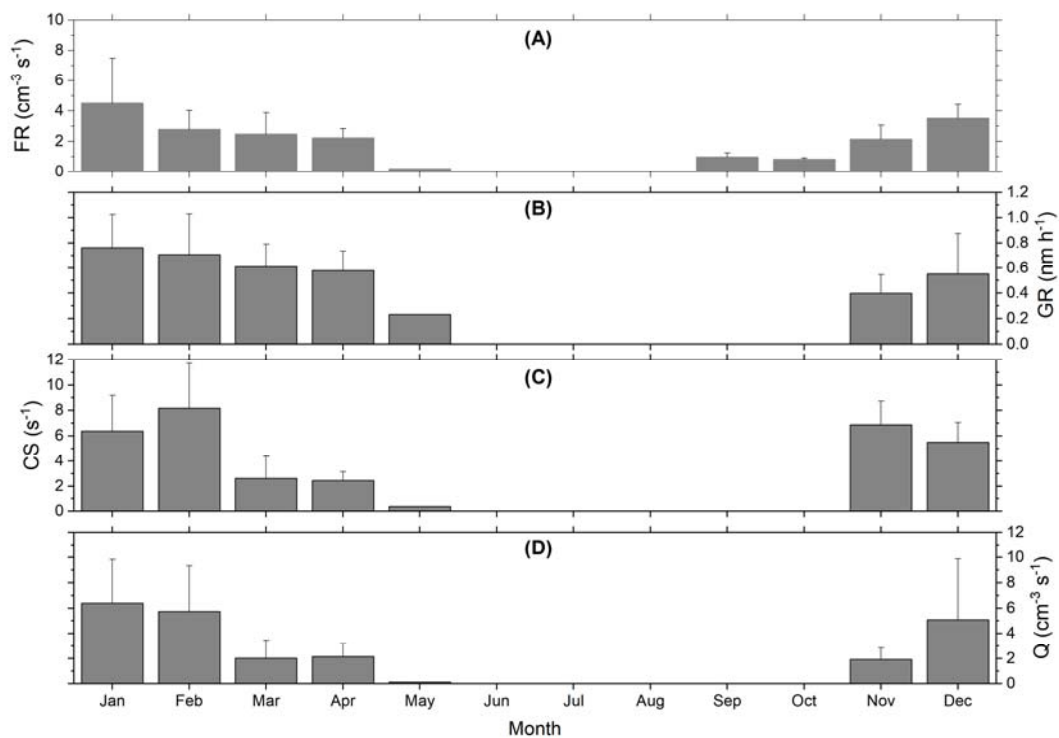 (A)
FR (cm⁻³ s⁻¹)
10
8
6
4
2
0
(B)
GR (nm h⁻¹)
1.2
1.0
0.8
0.6
0.4
0.2
0.0
(C)
CS (s⁻¹)
12
10
8
6
4
2
0
(D)
Q (cm⁻³ s⁻¹)
12
10
8
6
4
2
0
Jan Feb Mar Apr May Jun Jul Aug Sep Oct Nov Dec
Month